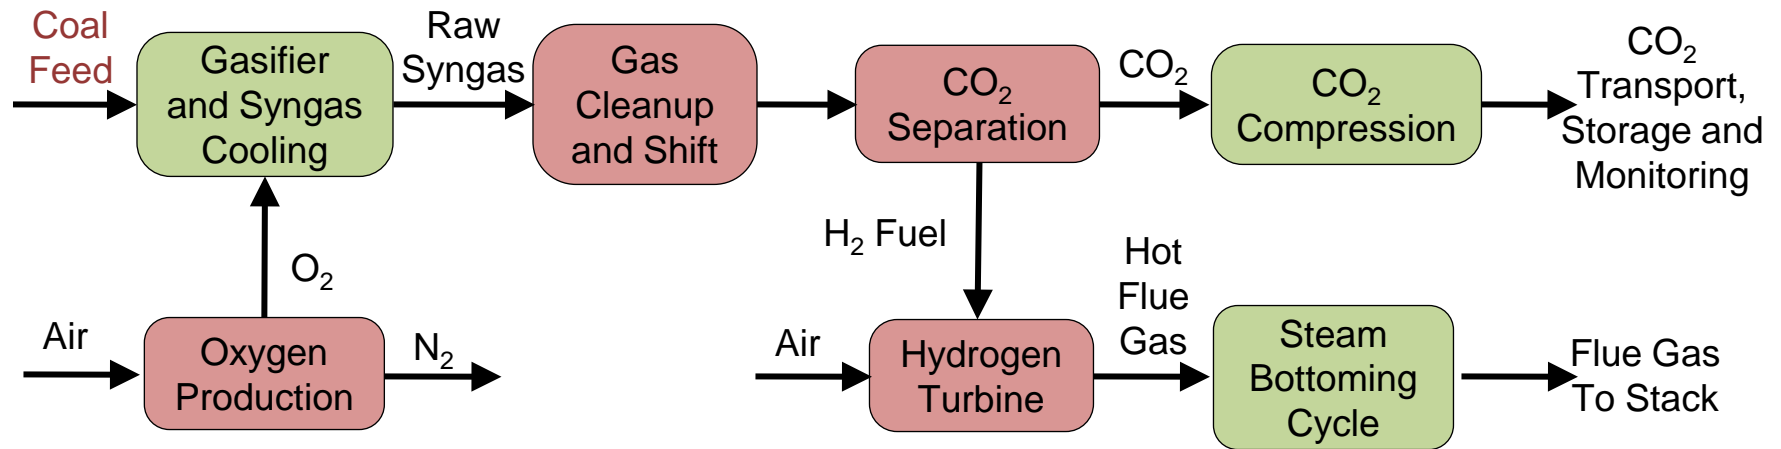 Coal
Feed
Gasifier
and Syngas
Cooling
Raw
Syngas
Gas
Cleanup
and Shift
CO₂
Separation
CO₂
CO₂
Compression
CO₂
Transport,
Storage and
Monitoring
O₂
H₂ Fuel
Air
Oxygen
Production
N₂
Air
Hydrogen
Turbine
Hot
Flue
Gas
Steam
Bottoming
Cycle
Flue Gas
To Stack